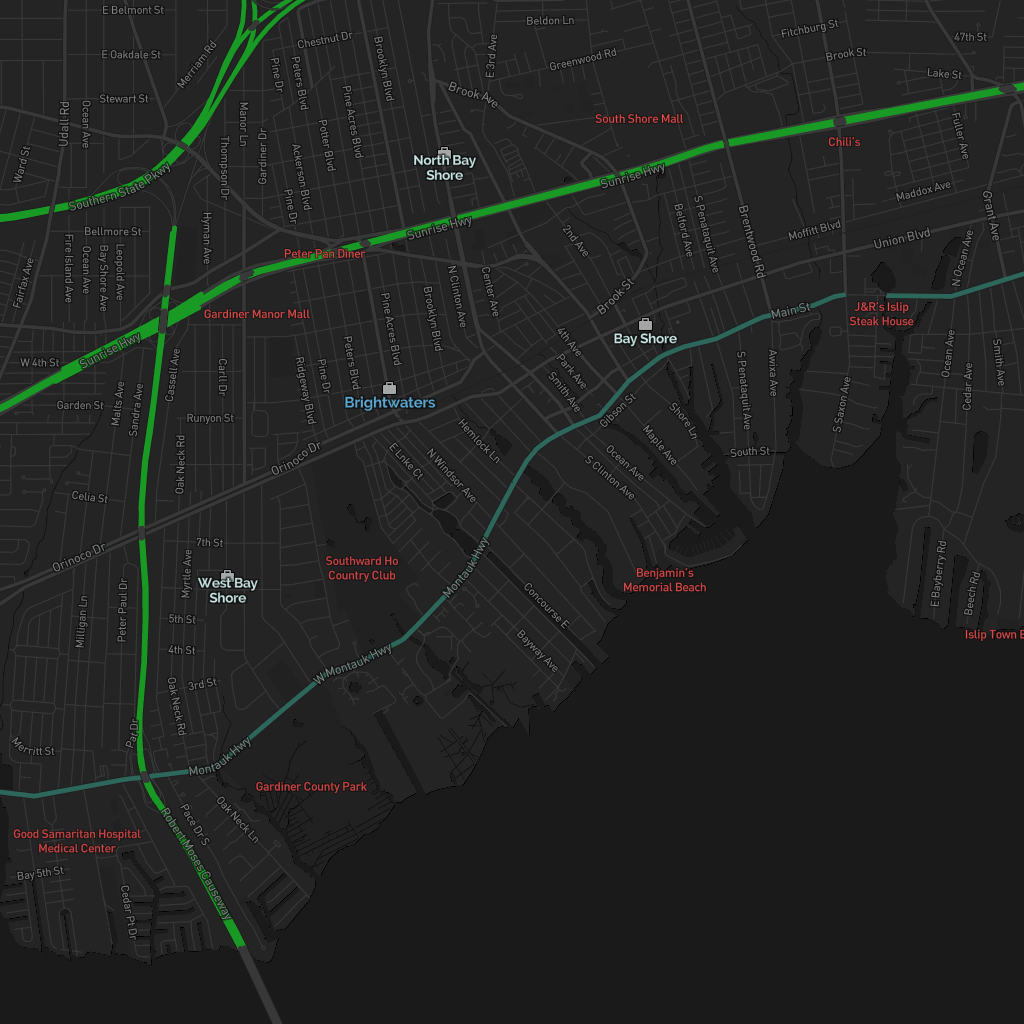 E Belmont St
Beldon Ln
Fitchburg St
47th St
E Oakdale St
Merriam Rd
Chestnut Dr
Brooklyn Blvd
E 3rd Ave
Greenwood Rd
Brook St
Lake St
Pine Dr
Peters Blvd
Stewart St
Udall Rd
Ocean Ave
Manor Ln
Pine Acres Blvd
Brook Ave
South Shore Mall
Chili's
Fuller Ave
Ward St
Thompson Dr
Gardiner Dr
Potter Blvd
Ackerson Blvd
North Bay
Shore
Sunrise Hwy
Southern State Pkwy
Pine Dr
Maddox Ave
Grant Ave
Bellmore St
Hyman Ave
Sunrise Hwy
2nd Ave
Belford Ave
S Penataquit Ave
Brentwood Rd
Moffitt Blvd
Union Blvd
N Ocean Ave
Fairfax Ave
Fire Island Ave
Ocean Ave
Bay Shore Ave
Leopold Ave
Peter Pan Diner
Gardiner Manor Mall
Pine Acres Blvd
Brooklyn Blvd
N Clinton Ave
Center Ave
Brook St
Main St
J&R's Islip
Steak House
Bay Shore
W 4th St
Sunrise Hwy
Cassell Ave
Carll Dr
Ridgeway Blvd
Pine Dr
Peters Blvd
4th Ave
Park Ave
Smith Ave
Ocean Ave
Cedar Ave
Smith Ave
Brightwaters
Garden St
Malts Ave
Sandra Ave
Runyon St
Gibson St
Shore Ln
S Penataquit Ave
Awixa Ave
S Saxon Ave
Hemlock Ln
Maple Ave
Orinoco Dr
Oak Neck Rd
E Lnke Ct
N Windsor Ave
Ocean Ave
S Clinton Ave
South St
Celia St
7th St
Orinoco Dr
Montauk Hwy
Southward Ho
Country Club
Benjamin's
Memorial Beach
E Bayberry Rd
Beech Rd
West Bay
Shore
Myrtle Ave
Peter Paul Dr
Milligan Ln
5th St
4th St
Concourse E
Bayway Ave
Islip Town B
W Montauk Hwy
3rd St
Oak Neck Rd
Pat Dr
Merritt St
Montauk Hwy
Gardiner County Park
Pace Dr S
Oak Neck Ln
Good Samaritan Hospital
Medical Center
Robert Moses Causeway
Bay 5th St
Cedar Pt Dr